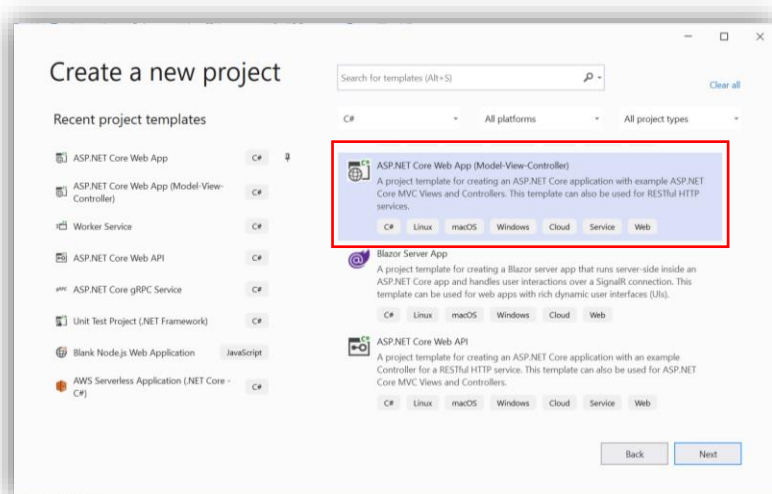 Create a new project
Search for templates (Alt+S)
Clear all
Recent project templates
C#
All platforms
All project types
ASP.NET Core Web App
C#
ASP.NET Core Web App (Model-View-
Controller)
C#
Worker Service
C#
ASP.NET Core Web API
C#
ASP.NET Core gRPC Service
C#
Unit Test Project (.NET Framework)
C#
Blank Node.js Web Application
JavaScript
AWS Serverless Application (.NET Core -
C#)
C#
ASP.NET Core Web App (Model-View-Controller)
A project template for creating an ASP.NET Core application with example ASP.NET
Core MVC Views and Controllers. This template can also be used for RESTful HTTP
services.
C# Linux macOS Windows Cloud Service Web
Blazor Server App
A project template for creating a Blazor server app that runs server-side inside an
ASP.NET Core app and handles user interactions over a SignalR connection. This
template can be used for web apps with rich dynamic user interfaces (UIs).
C# Linux macOS Windows Cloud Web
ASP.NET Core Web API
A project template for creating an ASP.NET Core application with an example
Controller for a RESTful HTTP service. This template can also be used for ASP.NET
Core MVC Views and Controllers.
C# Linux macOS Windows Cloud Service Web
Back
Next